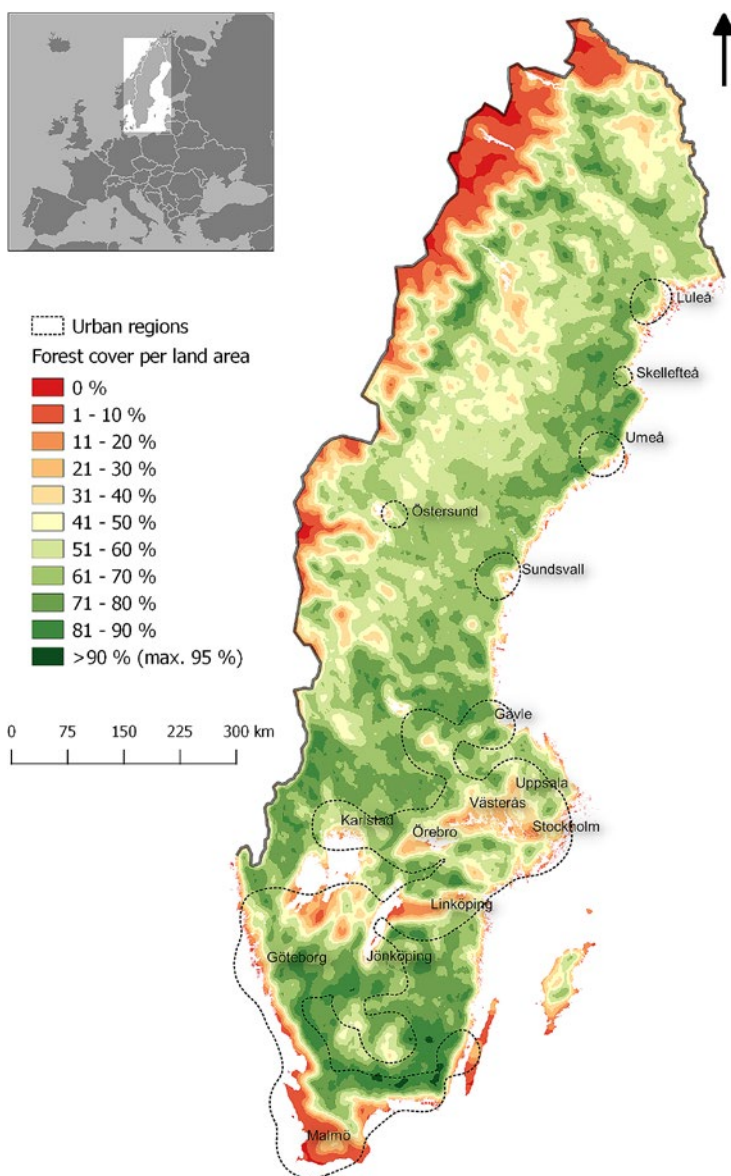 Urban regions
Forest cover per land area
0 %
1 - 10 %
11 - 20 %
21 - 30 %
31 - 40 %
41 - 50 %
51 - 60 %
61 - 70 %
71 - 80 %
81 - 90 %
>90 % (max. 95 %)
0 75 150 225 300 km
Luleå
Skellefteå
Umeå
Östersund
Sundsvall
Gävle
Uppsala
Västerås
Karlstad
Örebro
Stockholm
Linköping
Göteborg
Jönköping
Malmö